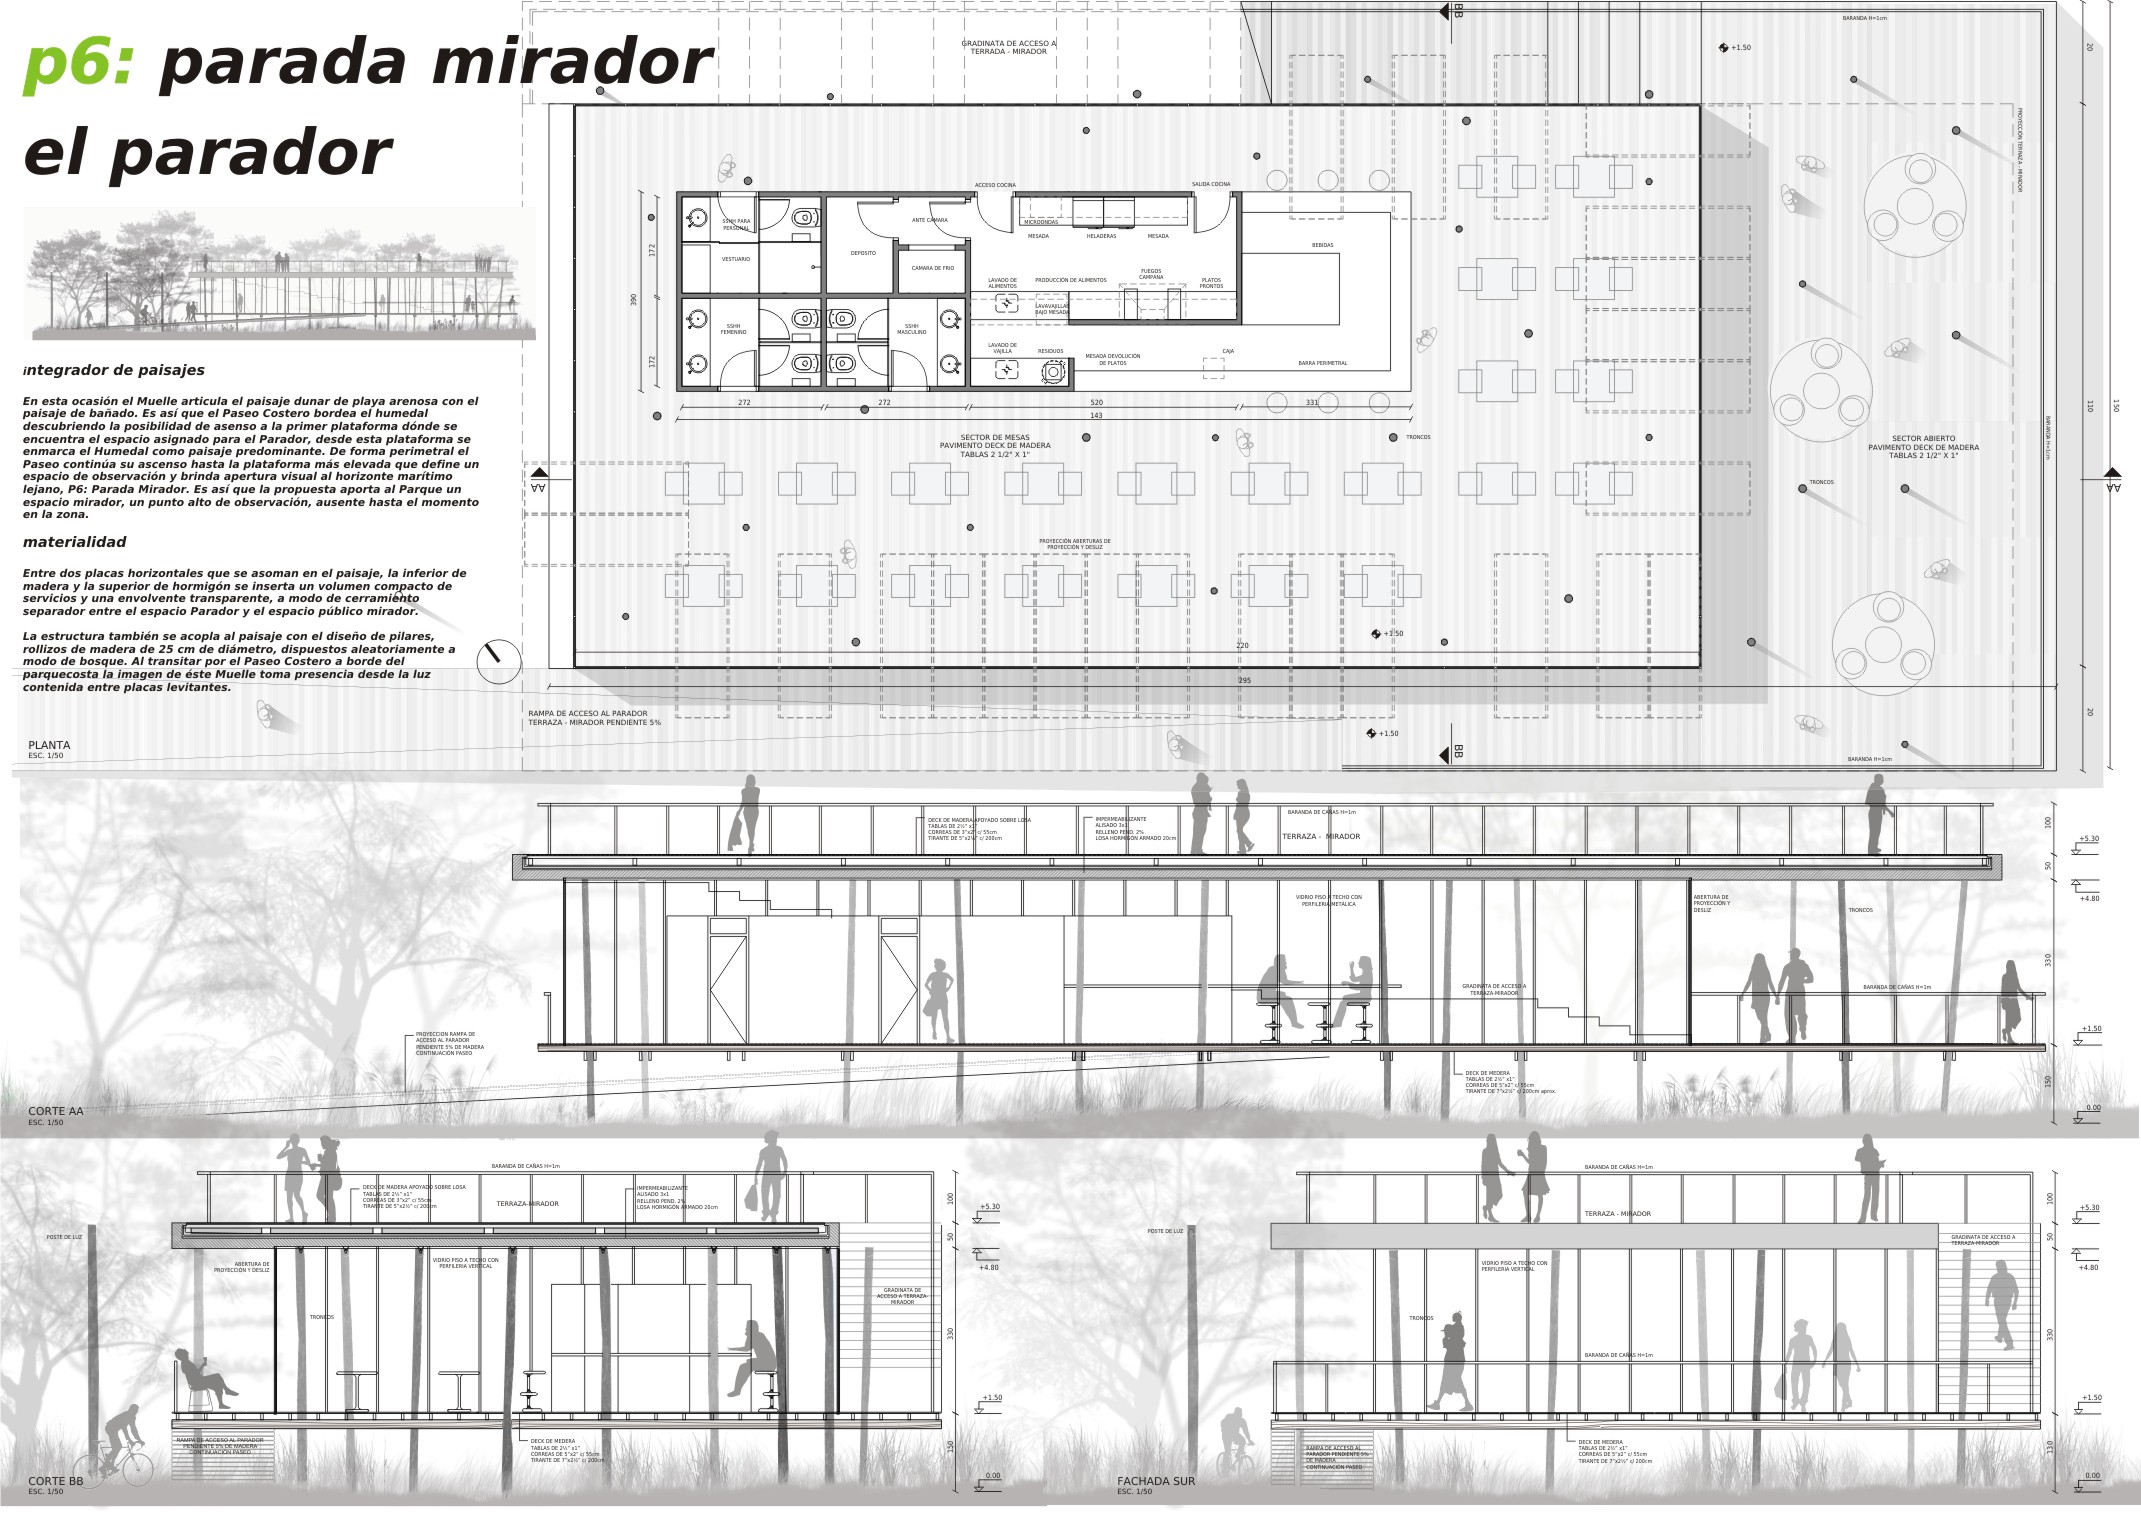 p6: parada mirador
el parador
integrador de paisajes
En esta ocasión el Muelle articula el paisaje dunar de playa arenosa con el
paisaje de bañado. Es así que el Paseo Costero bordea el humedal
descubriendo la posibilidad de asenso a la primer plataforma dónde se
encuentra el espacio asignado para el Parador, desde esta plataforma se
enmarca el Humedal como paisaje predominante. De forma perimetral el
Paseo continúa su ascenso hasta la plataforma más elevada que define un
espacio de observación y brinda apertura visual al horizonte marítimo
lejano, P6: Parada Mirador. Es así que la propuesta aporta al Parque un
espacio mirador, un punto alto de observación, ausente hasta el momento
en la zona.
materialidad
Entre dos placas horizontales que se asoman en el paisaje, la inferior de
madera y la superior de hormigón se inserta un volumen compacto de
servicios y una envolvente transparente, a modo de cerramiento
separador entre el espacio Parador y el espacio público mirador.
La estructura también se acopla al paisaje con el diseño de pilares,
rollizos de madera de 25 cm de diámetro, dispuestos aleatoriamente a
modo de bosque. Al transitar por el Paseo Costero a borde del
parquecosta la imagen de éste Muelle toma presencia desde la luz
contenida entre placas levitantes.
PLANTA
ESC. 1/50
GRADINATA DE ACCESO A
TERRADA - MIRADOR
BB
BARANDA H=1cm
+1.50
20
PROYECCIÓN TERRAZA - MIRADOR
ACCESO COCINA
SALIDA COCINA
SSHH PARA
PERSONAL
ANTE CAMARA
MICROONDAS
MESADA
HELADERAS
MESADA
BEBIDAS
VESTUARIO
DEPOSITO
CAMARA DE FRIO
LAVADO DE
ALIMENTOS
PRODUCCIÓN DE ALIMENTOS
FUEGOS
CAMPANA
PLATOS
PRONTOS
LAVAVAJILLAS
BAJO MESADA
SSHH
FEMENINO
SSHH
MASCULINO
LAVADO DE
VAJILLA
RESIDUOS
MESADA DEVOLUCIÓN
DE PLATOS
CAJA
BARRA PERIMETRAL
172
390
172
272
272
520
331
143
SECTOR DE MESAS
PAVIMENTO DECK DE MADERA
TABLAS 2 1/2" X 1"
TRONCOS
SECTOR ABIERTO
PAVIMENTO DECK DE MADERA
TABLAS 2 1/2" X 1"
TRONCOS
BARANDA H=1cm
110
150
AA
AA
PROYECCIÓN ABERTURAS DE
PROYECCIÓN Y DESLIZ
+1.50
220
295
RAMPA DE ACCESO AL PARADOR
TERRAZA - MIRADOR PENDIENTE 5%
+1.50
BB
20
BARANDA H=1cm
BARANDA DE CAÑAS H=1m
DECK DE MADERA APOYADO SOBRE LOSA
TABLAS DE 2½" x1"
CORREAS DE 3"x2" c/ 55cm
TIRANTE DE 5"x2½" c/ 200cm
IMPERMEABILIZANTE
ALISADO 3x1
RELLENO PEND. 2%
LOSA HORMIGÓN ARMADO 20cm
TERRAZA - MIRADOR
100
+5.30
50
+4.80
VIDRIO PISO A TECHO CON
PERFILERIA METÁLICA
ABERTURA DE
PROYECCIÓN Y
DESLIZ
TRONCOS
330
GRADINATA DE ACCESO A
TERRAZA-MIRADOR
BARANDA DE CAÑAS H=1m
PROYECCION RAMPA DE
ACCESO AL PARADOR
PENDIENTE 5% DE MADERA
CONTINUACIÓN PASEO
+1.50
DECK DE MEDERA
TABLAS DE 2½" x1"
CORREAS DE 5"x2" c/ 55cm
TIRANTE DE 7"x2½" c/ 200cm aprox.
150
0.00
CORTE AA
ESC. 1/50
BARANDA DE CAÑAS H=1m
DECK DE MADERA APOYADO SOBRE LOSA
TABLAS DE 2½" x1"
CORREAS DE 3"x2" c/ 55cm
TIRANTE DE 5"x2½" c/ 200cm
TERRAZA-MIRADOR
IMPERMEABILIZANTE
ALISADO 3x1
RELLENO PEND. 2%
LOSA HORMIGÓN ARMADO 20cm
100
+5.30
50
+4.80
POSTE DE LUZ
ABERTURA DE
PROYECCIÓN Y DESLIZ
VIDRIO PISO A TECHO CON
PERFILERIA VERTICAL
GRADINATA DE
ACCESO A TERRAZA-
MIRADOR
TRONCOS
330
+1.50
RAMPA DE ACCESO AL PARADOR
PENDIENTE 5% DE MADERA
CONTINUACIÓN PASEO
DECK DE MEDERA
TABLAS DE 2½" x1"
CORREAS DE 5"x2" c/ 55cm
TIRANTE DE 7"x2½" c/ 200cm
150
0.00
CORTE BB
ESC. 1/50
BARANDA DE CAÑAS H=1m
TERRAZA - MIRADOR
POSTE DE LUZ
GRADINATA DE ACCESO A
TERRAZA-MIRADOR
100
+5.30
50
+4.80
VIDRIO PISO A TECHO CON
PERFILERIA VERTICAL
TRONCOS
330
BARANDA DE CAÑAS H=1m
+1.50
RAMPA DE ACCESO AL
PARADOR PENDIENTE 5%
DE MADERA
CONTINUACIÓN PASEO
DECK DE MEDERA
TABLAS DE 2½" x1"
CORREAS DE 5"x2" c/ 55cm
TIRANTE DE 7"x2½" c/ 200cm
0.00
FACHADA SUR
ESC. 1/50